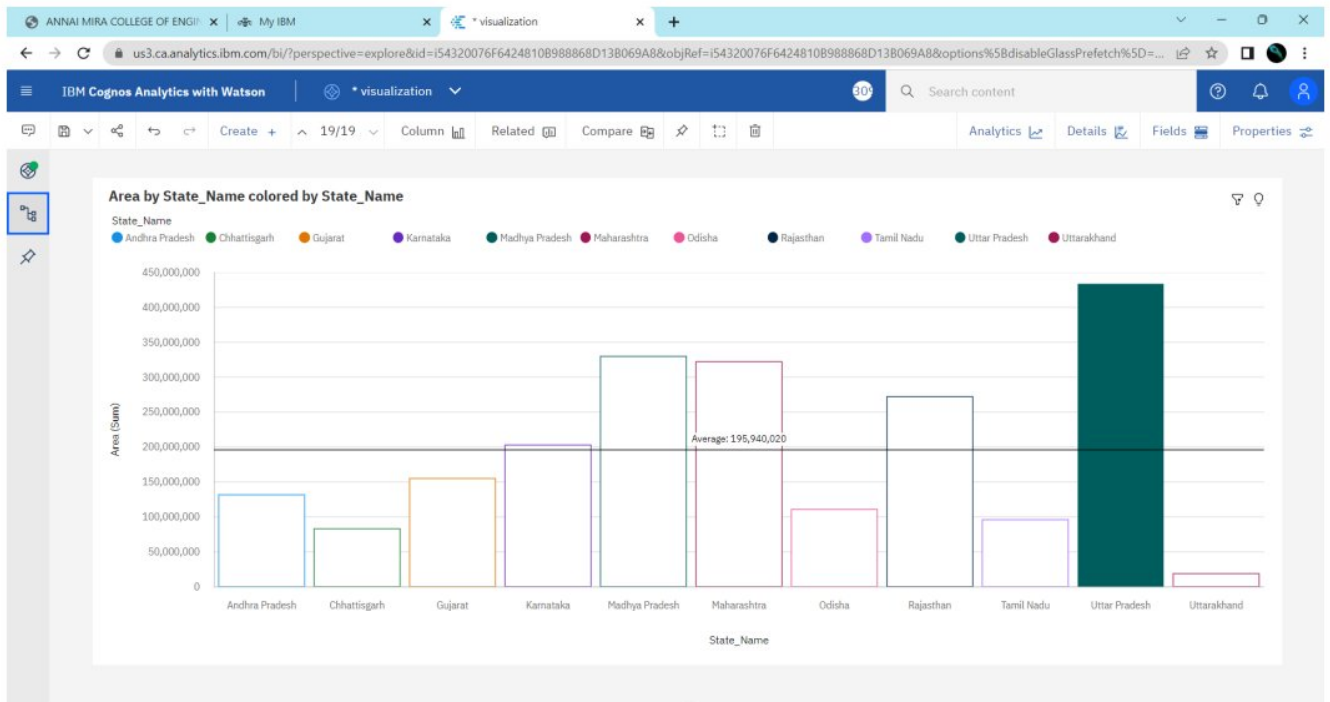 ANNAI MIRA COLLEGE OF ENGIN
My IBM
* visualization
us3.ca.analytics.ibm.com/bi/?perspective=explore&id=i54320076F6424810B988868D13B069A8&objRef=i54320076F6424810B988868D13B069A8&options%5BdisableGlassPrefetch%5D=...
IBM Cognos Analytics with Watson
* visualization
Search content
Create + 19/19 Column Related Compare Analytics Details Fields Properties
Area by State_Name colored by State_Name
State_Name
Andhra Pradesh Chhattisgarh Gujarat Karnataka Madhya Pradesh Maharashtra Odisha Rajasthan Tamil Nadu Uttar Pradesh Uttarakhand
450,000,000
400,000,000
350,000,000
300,000,000
250,000,000
Area (Sum)
Average: 195,940,020
200,000,000
150,000,000
100,000,000
50,000,000
0
Andhra Pradesh Chhattisgarh Gujarat Karnataka Madhya Pradesh Maharashtra Odisha Rajasthan Tamil Nadu Uttar Pradesh Uttarakhand
State_Name